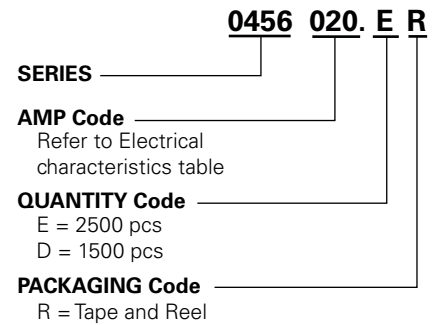 0456 020. E R
SERIES
AMP Code
Refer to Electrical
characteristics table
QUANTITY Code
E = 2500 pcs
D = 1500 pcs
PACKAGING Code
R = Tape and Reel